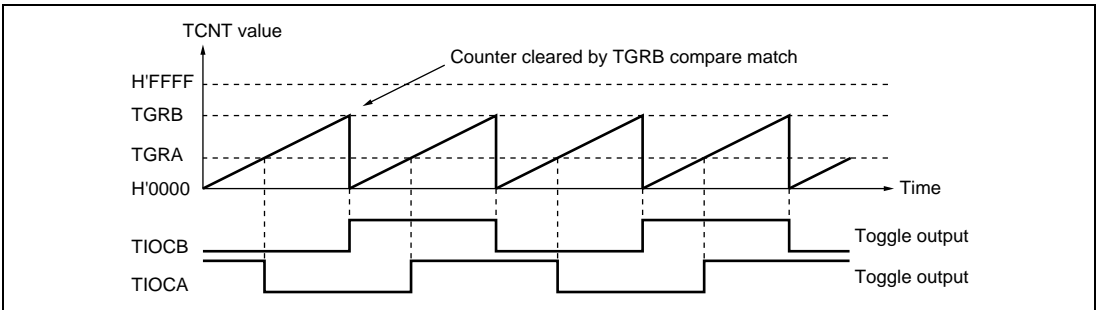 TCNT value
Counter cleared by TGRB compare match
H'FFFF
TGRB
TGRA
H'0000
Time
TIOCB
Toggle output
TIOCA
Toggle output